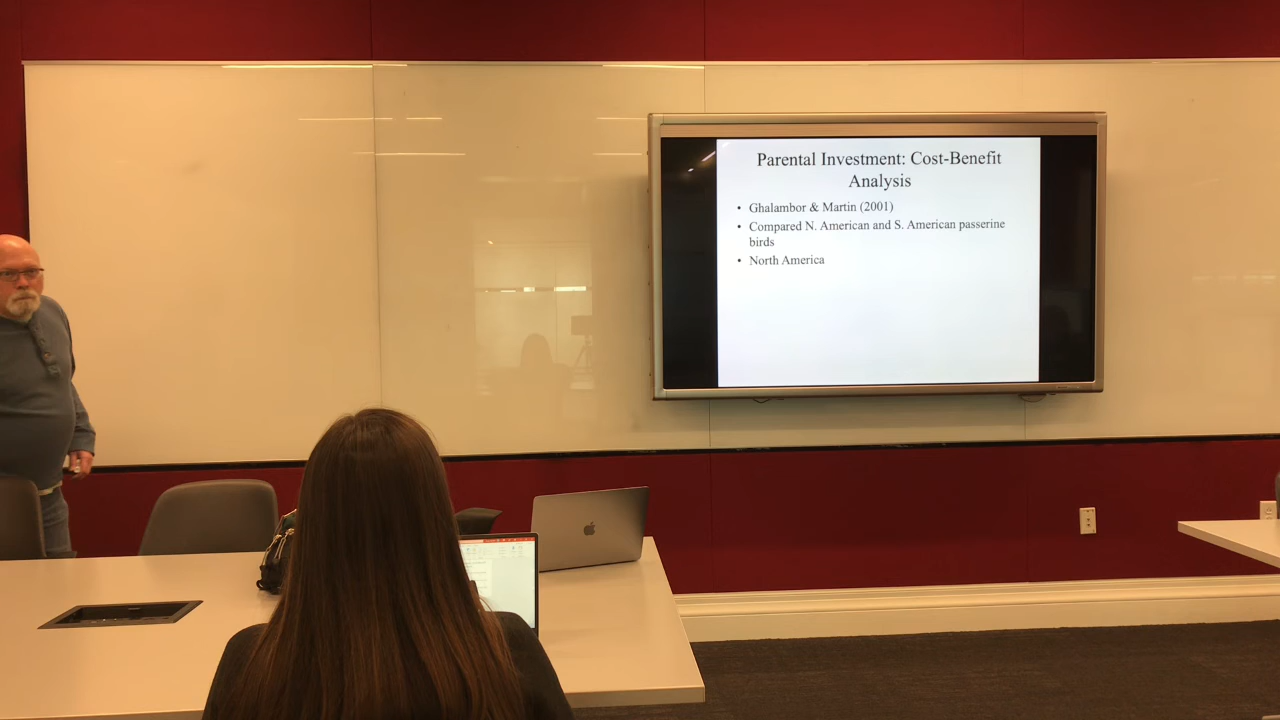 Parental Investment: Cost-Benefit
Analysis
• Ghalambor & Martin (2001)
• Compared N. American and S. American passerine
birds
• North America